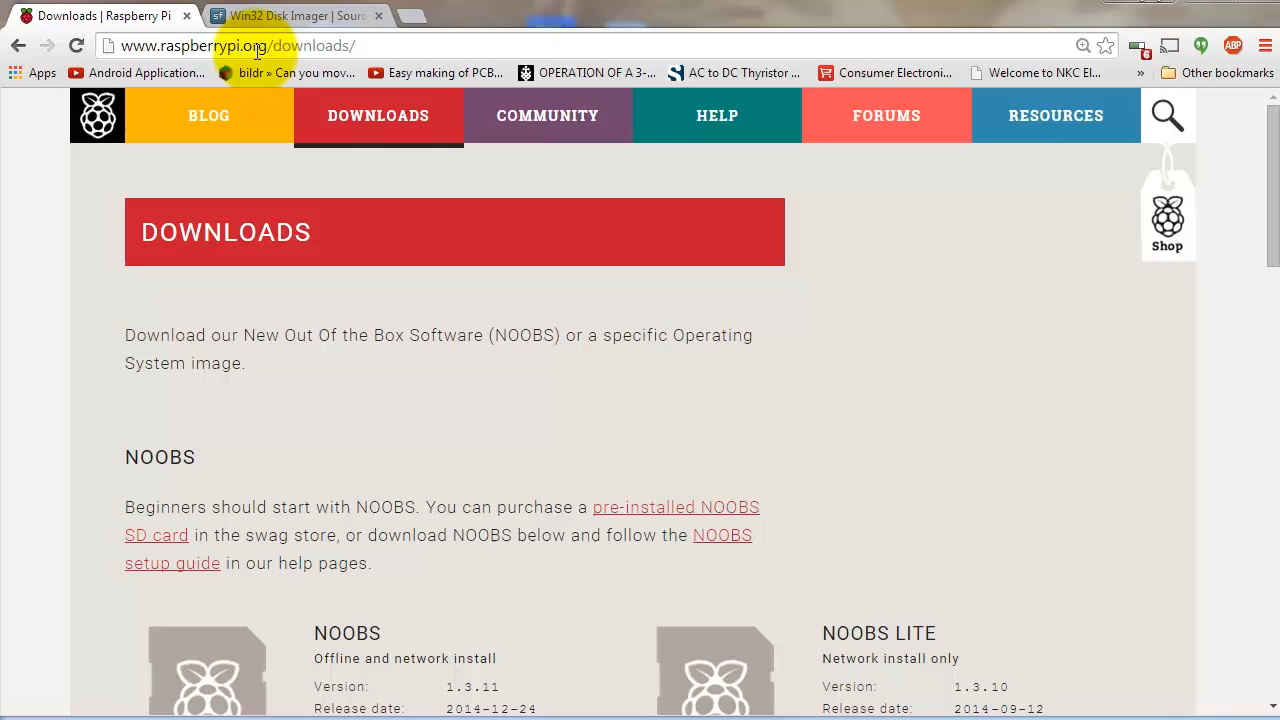 Downloads | Raspberry Pi
Win32 Disk Imager | Sourc
www.raspberrypi.org/downloads/
Apps
Android Application...
bildr » Can you mov...
Easy making of PCB...
OPERATION OF A 3-...
AC to DC Thyrister ...
Consumer Electroni...
Welcome to NKC El...
»
Other bookmarks
6
ABP
BLOG
DOWNLOADS
COMMUNITY
HELP
FORUMS
RESOURCES
Shop
DOWNLOADS
Download our New Out Of the Box Software (NOOBS) or a specific Operating
System image.
NOOBS
Beginners should start with NOOBS. You can purchase a pre-installed NOOBS
SD card in the swag store, or download NOOBS below and follow the NOOBS
setup guide in our help pages.
NOOBS
Offline and network install
Version: 1.3.11
Release date: 2014-12-24
NOOBS LITE
Network install only
Version: 1.3.10
Release date: 2014-09-12